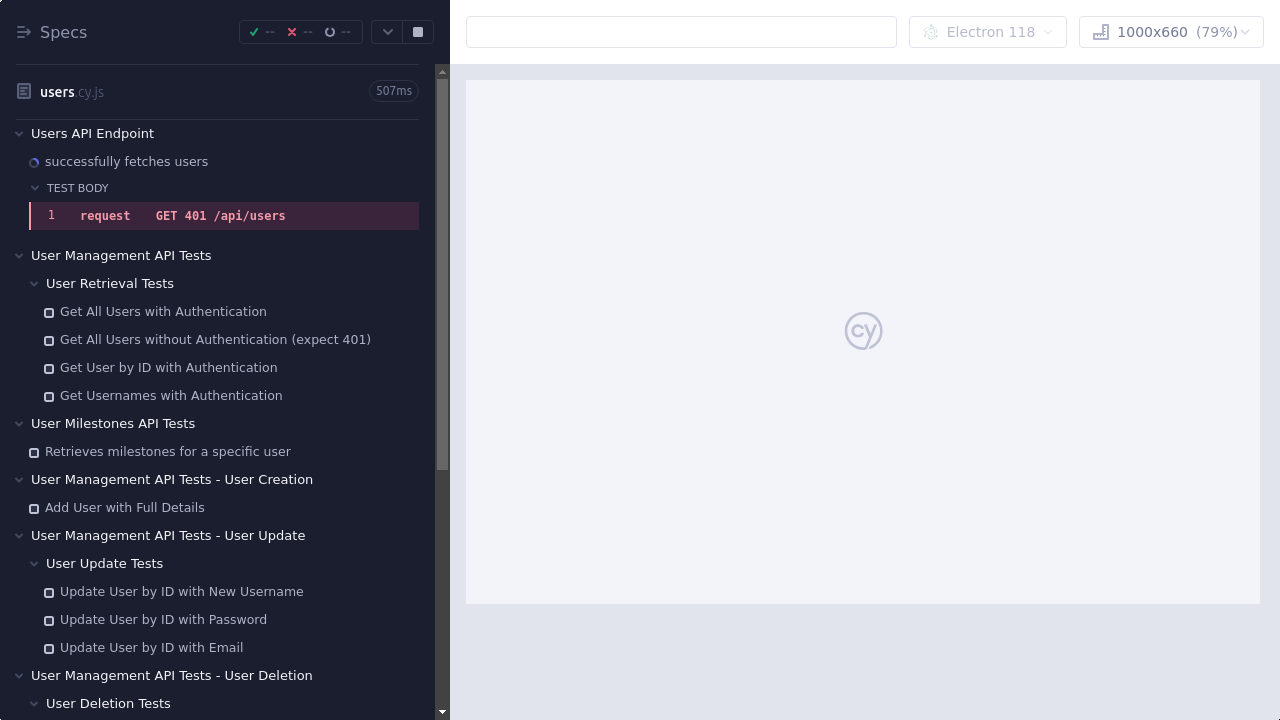 Specs
--
--
--
Electron 118
1000x660 (79%)
users.cy.js
507ms
Users API Endpoint
successfully fetches users
TEST BODY
1 request GET 401 /api/users
User Management API Tests
User Retrieval Tests
Get All Users with Authentication
Get All Users without Authentication (expect 401)
Get User by ID with Authentication
Get Usernames with Authentication
User Milestones API Tests
Retrieves milestones for a specific user
User Management API Tests - User Creation
Add User with Full Details
User Management API Tests - User Update
User Update Tests
Update User by ID with New Username
Update User by ID with Password
Update User by ID with Email
User Management API Tests - User Deletion
User Deletion Tests
cy